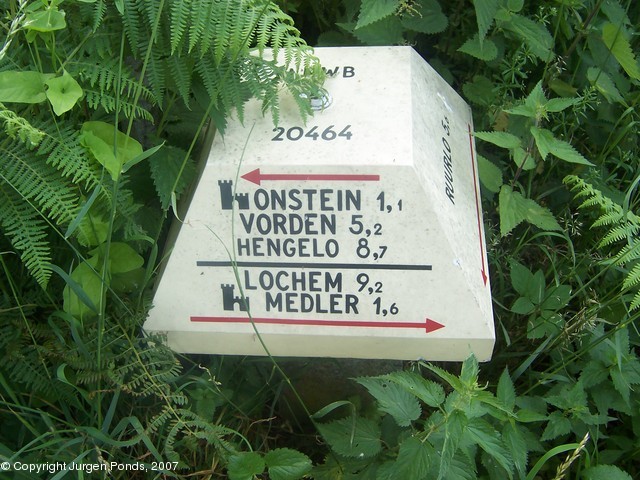 WB
20464
ONSTEIN 1,1
VORDEN 5,2
HENGELO 8,7
LOCHEM 9,2
MEDLER 1,6
RUURLO
© Copyright Jurgen Ponds, 2007